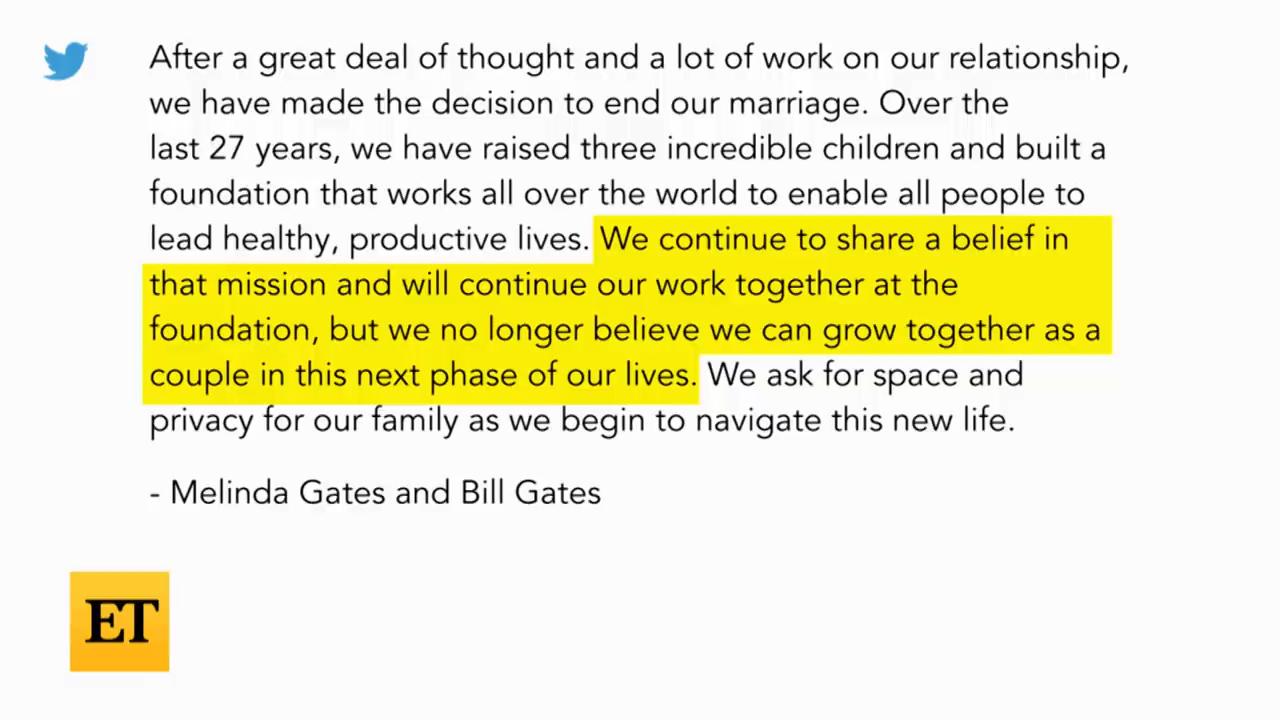 After a great deal of thought and a lot of work on our relationship,
we have made the decision to end our marriage. Over the
last 27 years, we have raised three incredible children and built a
foundation that works all over the world to enable all people to
lead healthy, productive lives. We continue to share a belief in
that mission and will continue our work together at the
foundation, but we no longer believe we can grow together as a
couple in this next phase of our lives. We ask for space and
privacy for our family as we begin to navigate this new life.
- Melinda Gates and Bill Gates
ET